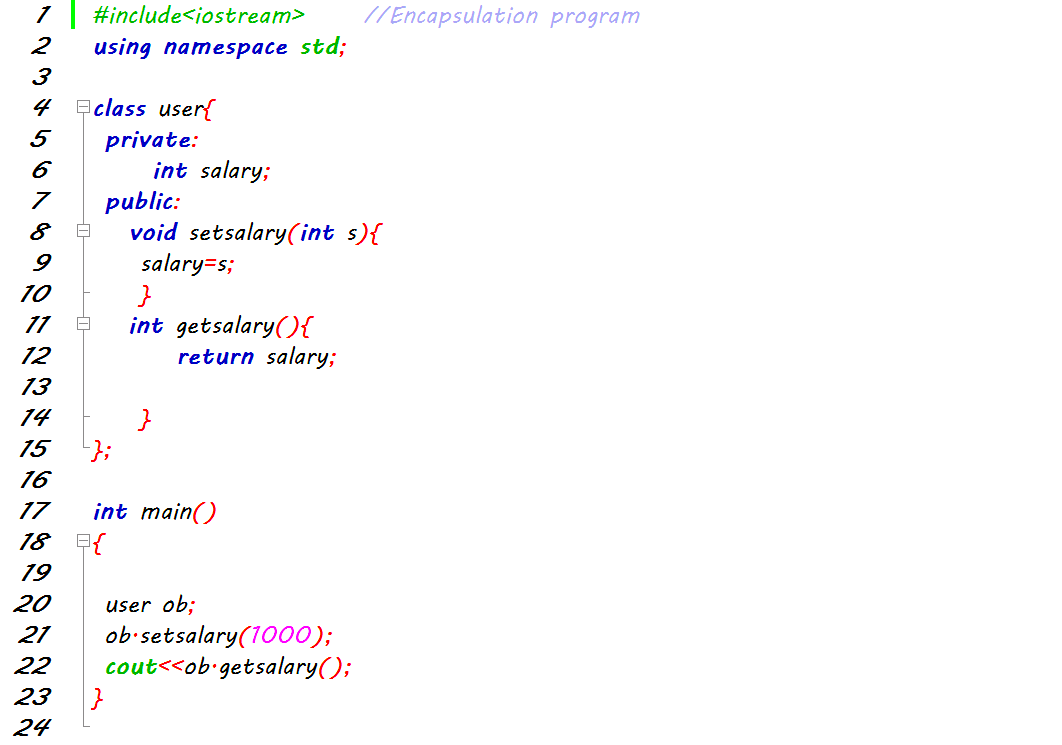 1 #include<iostream> //Encapsulation program
2 using namespace std;
3
4 class user{
5 private:
6 int salary;
7 public:
8 void setsalary(int s){
9 salary=s;
10 }
11 int getsalary(){
12 return salary;
13
14 }
15 };
16
17 int main()
18 {
19
20 user ob;
21 ob.setsalary(1000);
22 cout<<ob.getsalary();
23 }
24